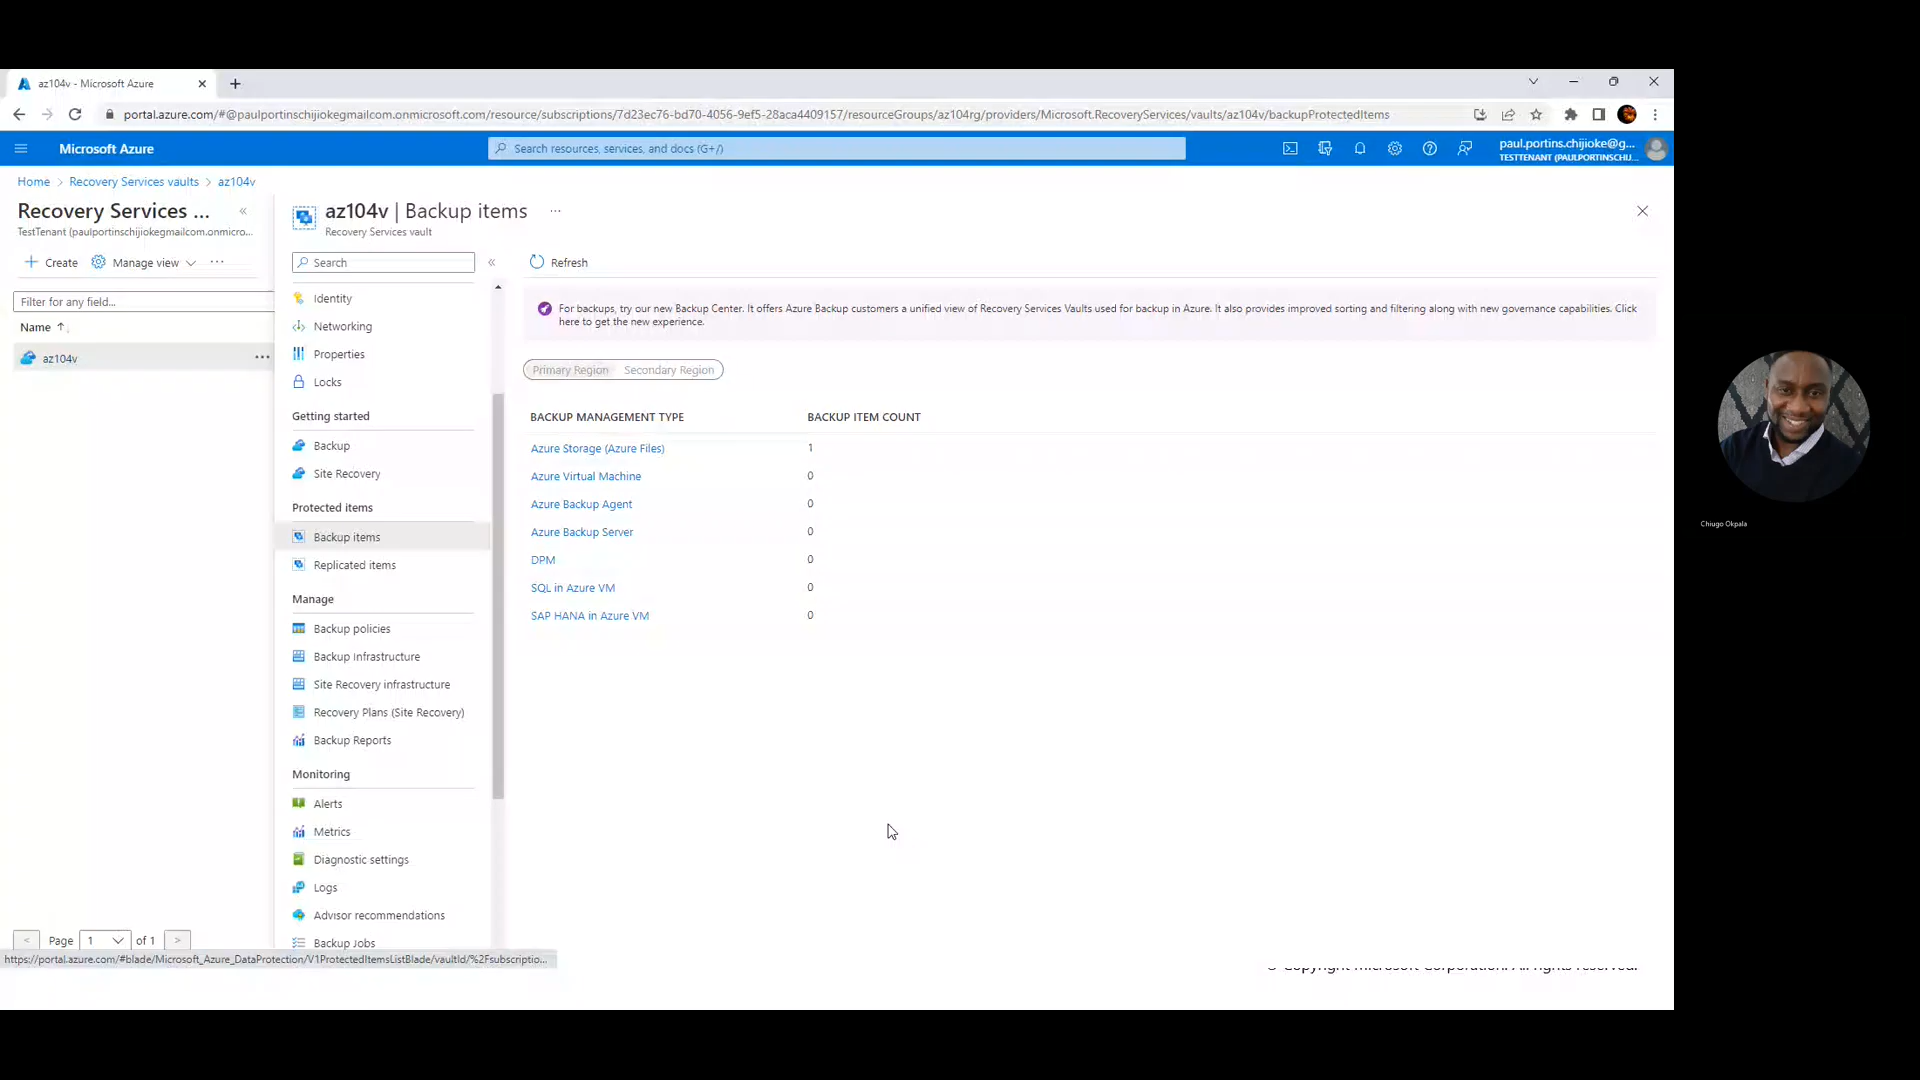 az104v - Microsoft Azure
portal.azure.com/#@paulportinschijiokegmailcom.onmicrosoft.com/resource/subscriptions/7d23ec76-bd70-4056-9ef5-28aca4409157/resourceGroups/az104rg/providers/Microsoft.RecoveryServices/vaults/az104v/backupProtectedItems
Microsoft Azure
Search resources, services, and docs (G+/)
paul.portins.chijioke@g...
TESTTENANT (PAULPORTINSCHIJ...
Home > Recovery Services vaults > az104v
Recovery Services ...
TestTenant (paulportinschijiokegmailcom.onmicro...
Create
Manage view
Filter for any field...
Name ↑
az104v
Page 1 of 1
az104v | Backup items
Recovery Services vault
Search
Identity
Networking
Properties
Locks
Getting started
Backup
Site Recovery
Protected items
Backup items
Replicated items
Manage
Backup policies
Backup Infrastructure
Site Recovery infrastructure
Recovery Plans (Site Recovery)
Backup Reports
Monitoring
Alerts
Metrics
Diagnostic settings
Logs
Advisor recommendations
Backup Jobs
Refresh
For backups, try our new Backup Center. It offers Azure Backup customers a unified view of Recovery Services Vaults used for backup in Azure. It also provides improved sorting and filtering along with new governance capabilities. Click
here to get the new experience.
Primary Region Secondary Region
BACKUP MANAGEMENT TYPE BACKUP ITEM COUNT
Azure Storage (Azure Files) 1
Azure Virtual Machine 0
Azure Backup Agent 0
Azure Backup Server 0
DPM 0
SQL in Azure VM 0
SAP HANA in Azure VM 0
https://portal.azure.com/#blade/Microsoft_Azure_DataProtection/V1ProtectedItemsListBlade/vaultId/%2Fsubscriptio...
© Copyright Microsoft Corporation. All rights reserved.
Chiugo Okpala